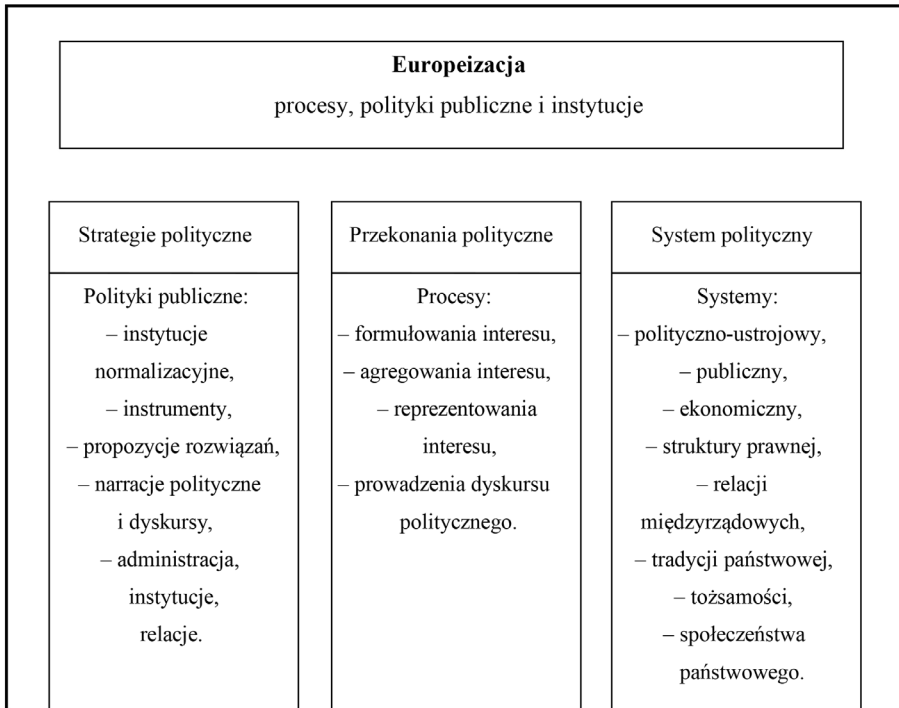 Europeizacja
procesy, polityki publiczne i instytucje
Strategie polityczne
Polityki publiczne:
– instytucje
normalizacyjne,
– instrumenty,
– propozycje rozwiązań,
– narracje polityczne
i dyskursy,
– administracja,
instytucje,
relacje.
Przekonania polityczne
Procesy:
– formułowania interesu,
– agregowania interesu,
– reprezentowania
interesu,
– prowadzenia dyskursu
politycznego.
System polityczny
Systemy:
– polityczno-ustrojowy,
– publiczny,
– ekonomiczny,
– struktury prawnej,
– relacji
międzyrządowych,
– tradycji państwowej,
– tożsamości,
– społeczeństwa
państwowego.